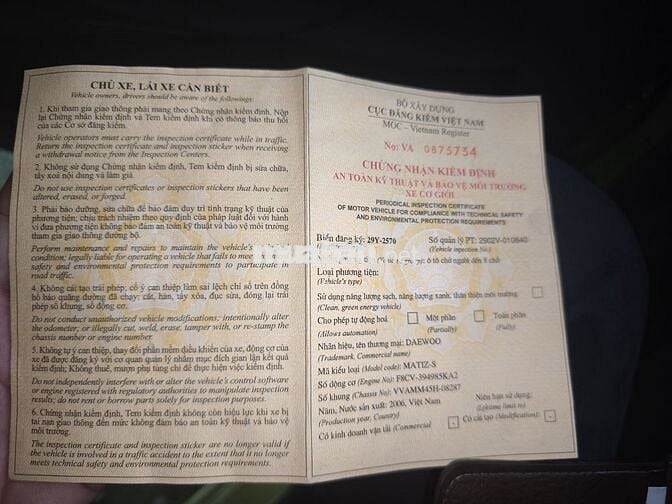 CHỦ XE, LÁI XE CẦN BIẾT
Vehicle owners, drivers should be aware of the followings:
1. Khi tham gia giao thông phải mang theo Chứng nhận kiểm định. Nộp
lại Chứng nhận kiểm định và Tem kiểm định khi có thông báo thu hồi
của các Cơ sở đăng kiểm.
Vehicle operators must carry the inspection certificate while in traffic.
Return the inspection certificate and inspection sticker when receiving
a withdrawal notice from the Inspection Centers.
2. Không sử dụng Chứng nhận kiểm định, Tem kiểm định bị sửa chữa,
tẩy xoá nội dung và làm giả.
Do not use inspection certificates or inspection stickers that have been
altered, erased, or forged.
3. Phải bảo dưỡng, sửa chữa để bảo đảm duy trì tình trạng kỹ thuật của
phương tiện; chịu trách nhiệm theo quy định của pháp luật đối với hành
vi đưa phương tiện không bảo đảm an toàn kỹ thuật và bảo vệ môi trường
tham gia giao thông đường bộ.
Perform maintenance and repairs to maintain the vehicle's
condition; legally liable for operating a vehicle that fails to meet
safety and environmental protection requirements to participate in
road traffic.
4. Không cải tạo trái phép; cố ý can thiệp làm sai lệch chỉ số trên đồng
hồ báo quãng đường đã chạy; cắt, hàn, tẩy xóa, đục sửa, đóng lại trái
phép số khung, số động cơ.
Do not conduct unauthorized vehicle modifications; intentionally alter
the odometer, or illegally cut, weld, erase, tamper with, or re-stamp the
chassis number or engine number.
5. Không tự ý can thiệp, thay đổi phần mềm điều khiển của xe, động cơ của
xe đã được đăng ký với cơ quan quản lý nhằm mục đích gian lận kết quả
kiểm định; Không thuê, mượn phụ tùng chỉ để thực hiện việc kiểm định.
Do not independently interfere with or alter the vehicle's control software
or engine registered with regulatory authorities to manipulate inspection
results; do not rent or borrow parts solely for inspection purposes.
6. Chứng nhận kiểm định, Tem kiểm định không còn hiệu lực khi xe bị
tai nạn giao thông đến mức không đảm bảo an toàn kỹ thuật và bảo vệ
môi trường.
The inspection certificate and inspection sticker are no longer valid if
the vehicle is involved in a traffic accident to the extent that it no longer
meets technical safety and environmental protection requirements.
BỘ XÂY DỰNG
CỤC ĐĂNG KIỂM VIỆT NAM
MOC - Vietnam Register
No: VA 0875734
CHỨNG NHẬN KIỂM ĐỊNH
AN TOÀN KỸ THUẬT VÀ BẢO VỆ MÔI TRƯỜNG
XE CƠ GIỚI
PERIODICAL INSPECTION CERTIFICATE
OF MOTOR VEHICLE FOR COMPLIANCE WITH TECHNICAL SAFETY
AND ENVIRONMENTAL PROTECTION REQUIREMENTS
Biển đăng ký: 29Y-2570 Số quản lý PT: 2902V-010640
(Vehicle inspection No)
ô tô chở người đến 8 chỗ
Loại phương tiện:
(Vehicle's type)
Sử dụng năng lượng sạch, năng lượng xanh, thân thiện môi trường
(Clean, green energy vehicle)
Cho phép tự động hoá Một phần Toàn phần
(Allows automation) (Partially) (Fully)
Nhãn hiệu, tên thương mại: DAEWOO
(Trademark, Commercial name)
Mã kiểu loại (Model code): MATIZ-S
Số động cơ (Engine No): F8CV-394985KA2
Số khung (Chassis No): VVAMM45H-08287
Năm, Nước sản xuất: 2006, Việt Nam Niên hạn sử dụng:
(Production year, Country) (Lifetime limit to)
Có kinh doanh vận tải (Commercial - Có cải tạo (Modification): -